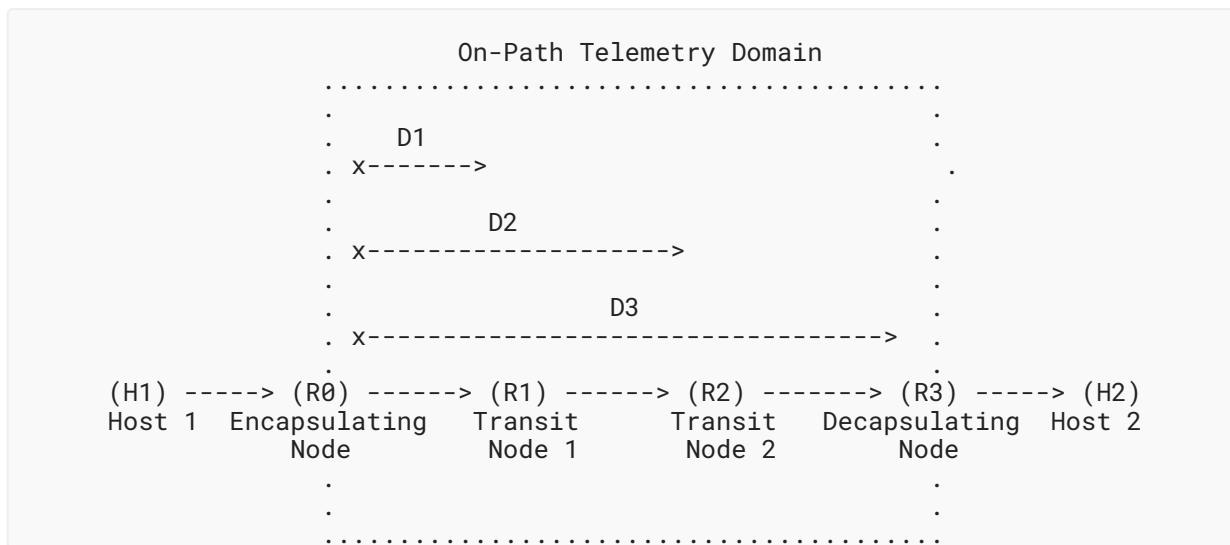 On-Path Telemetry Domain
.........................................
. .
. D1 .
. x-------> .
. .
. D2 .
. x--------------------> .
. .
. D3 .
. x----------------------------------> .
. .
(H1) -----> (R0) ------> (R1) ------> (R2) -------> (R3) -----> (H2)
Host 1 Encapsulating Transit Transit Decapsulating Host 2
Node Node 1 Node 2 Node
. .
. .
.........................................